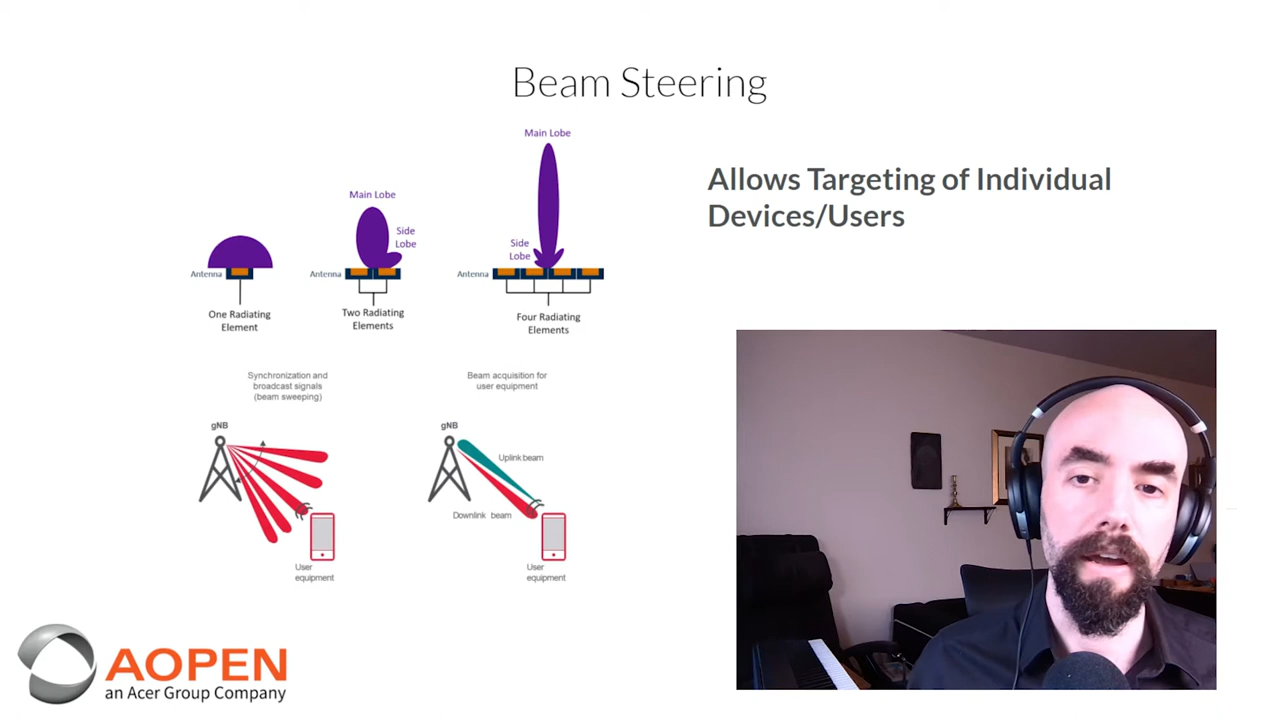 Beam Steering
Main Lobe
Main Lobe
Side
Lobe
Side
Lobe
Antenna
Antenna
Antenna
One Radiating
Element
Two Radiating
Elements
Four Radiating
Elements
Allows Targeting of Individual
Devices/Users
Synchronization and
broadcast signals
(beam sweeping)
Beam acquisition for
user equipment
gNB
gNB
Uplink beam
Downlink beam
User
equipment
User
equipment
AOPEN
an Acer Group Company